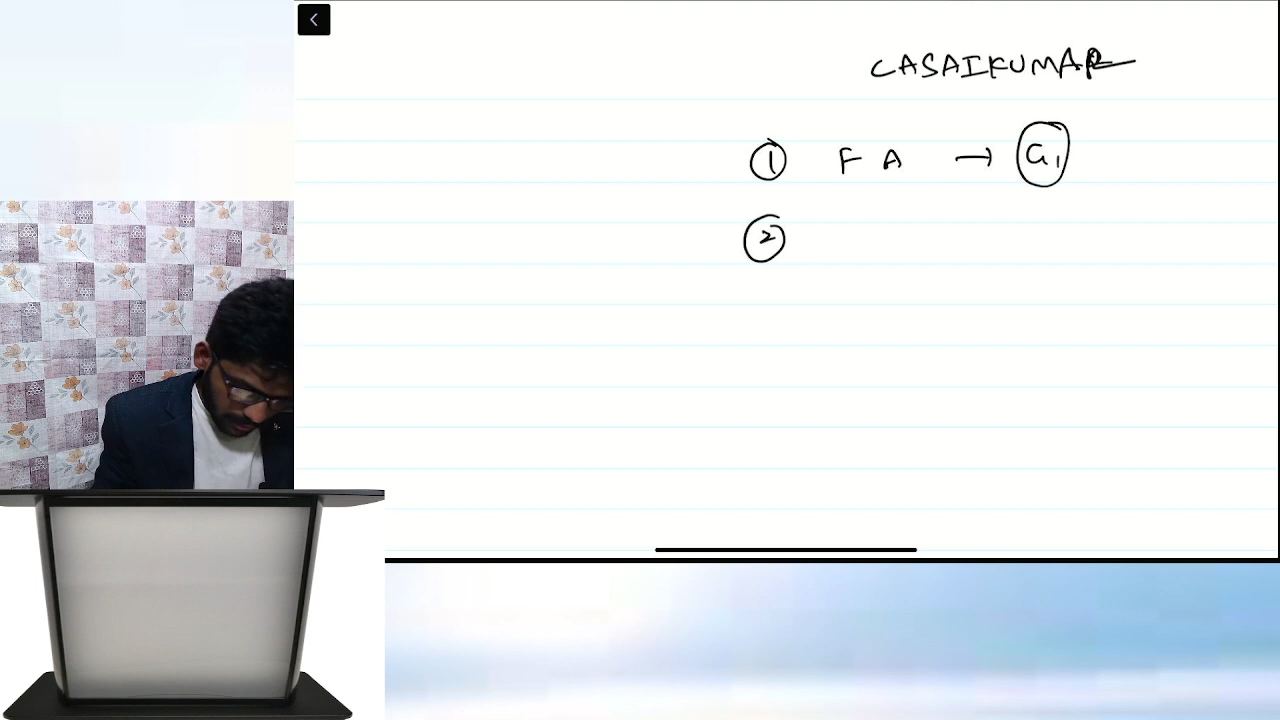 CASAIKUMAR
① F A → G1
②